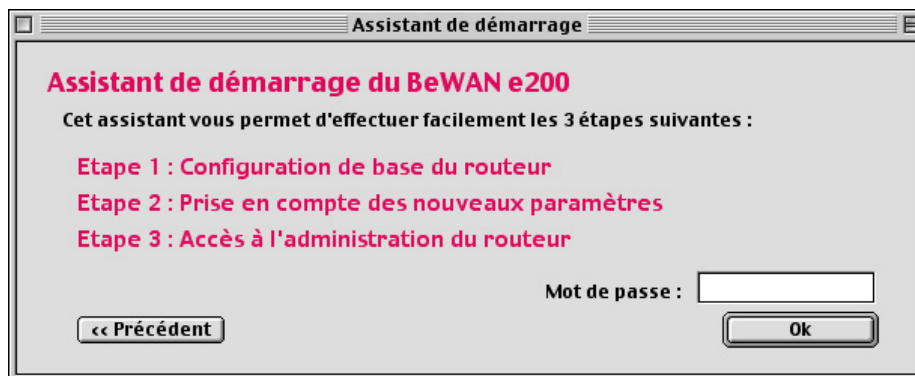 Assistant de démarrage
Assistant de démarrage du BeWAN e200
Cet assistant vous permet d'effectuer facilement les 3 étapes suivantes :
Etape 1 : Configuration de base du routeur
Etape 2 : Prise en compte des nouveaux paramètres
Etape 3 : Accès à l'administration du routeur
Mot de passe :
<< Précédent
Ok